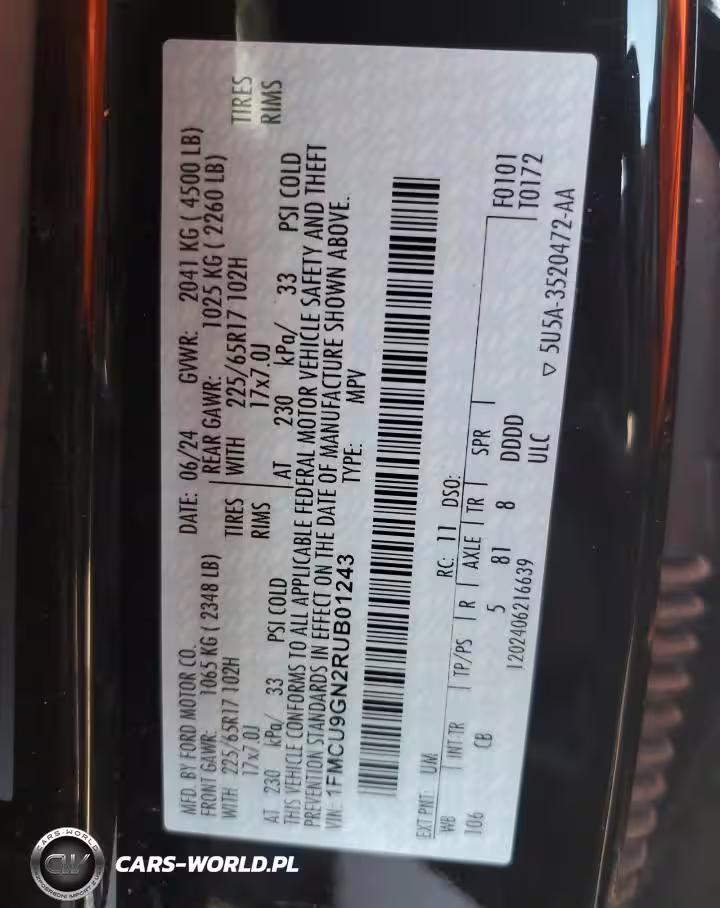 MFD. BY FORD MOTOR CO. DATE: 06/24 GVWR: 2041 KG ( 4500 LB)
FRONT GAWR: 1065 KG ( 2348 LB) REAR GAWR: 1025 KG ( 2260 LB)
WITH 225/65R17 102H TIRES WITH 225/65R17 102H TIRES
17x7.0J RIMS 17x7.0J RIMS
AT 230 kPa/ 33 PSI COLD AT 230 kPa/ 33 PSI COLD
THIS VEHICLE CONFORMS TO ALL APPLICABLE FEDERAL MOTOR VEHICLE SAFETY AND THEFT
PREVENTION STANDARDS IN EFFECT ON THE DATE OF MANUFACTURE SHOWN ABOVE.
VIN: 1FMCU9GN2RUB01243 TYPE: MPV
EXT PNT: UM RC: 11 DSO: F0101
WB INT TR TP/PS R AXLE TR SPR T0172
106 CB 5 81 8 DDDD
1202406216639 ULC ▽ 5U5A-3520472-AA
CARS-WORLD
CW
CARS-WORLD.PL